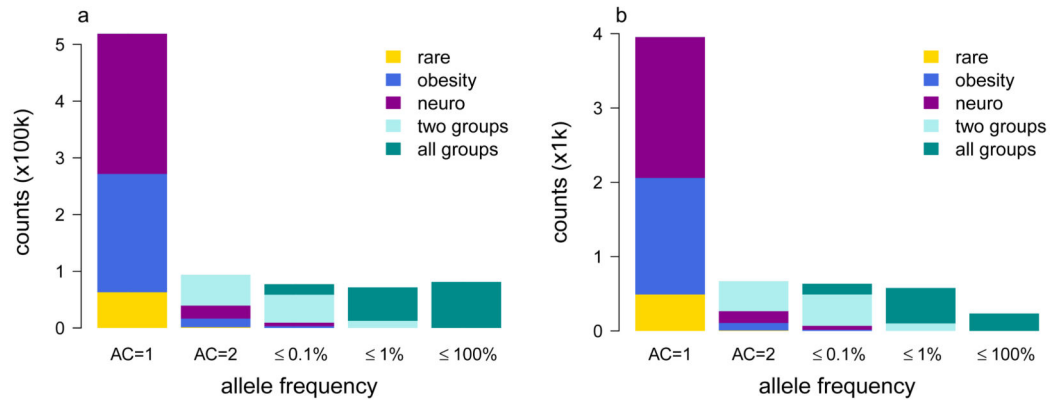 a
counts (x100k)
5
4
3
2
1
0
rare
obesity
neuro
two groups
all groups
AC=1 AC=2 ≤ 0.1% ≤ 1% ≤ 100%
allele frequency
b
counts (x1k)
4
3
2
1
0
rare
obesity
neuro
two groups
all groups
AC=1 AC=2 ≤ 0.1% ≤ 1% ≤ 100%
allele frequency